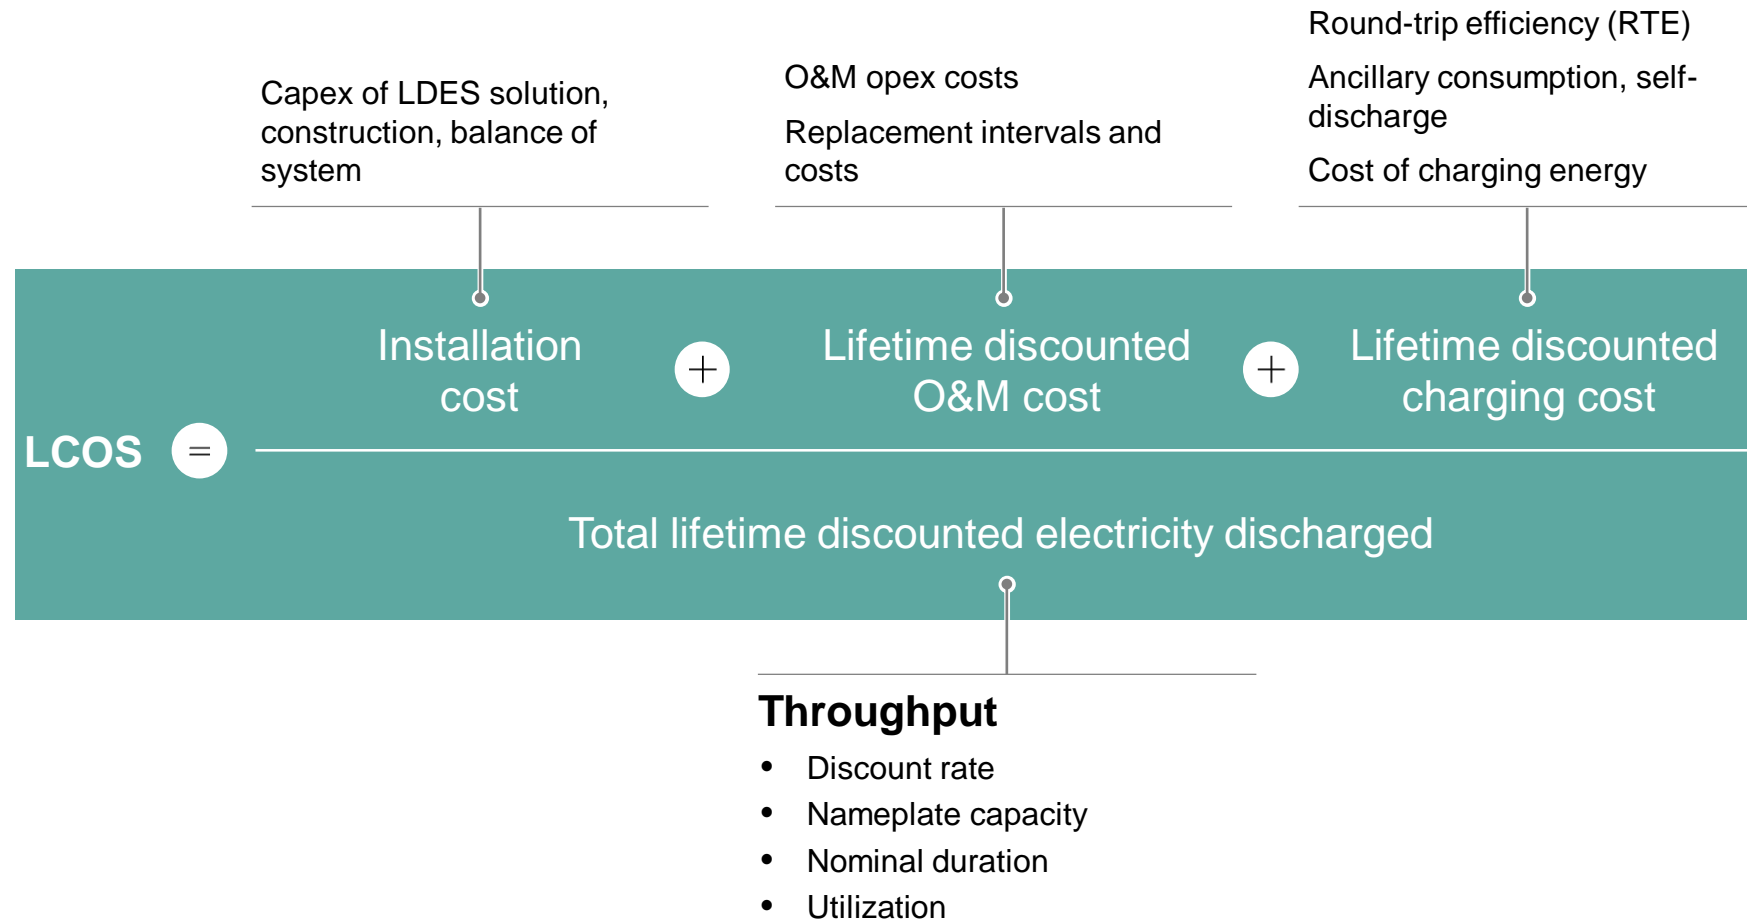 Capex of LDES solution,
construction, balance of
system
O&M opex costs
Replacement intervals and
costs
Round-trip efficiency (RTE)
Ancillary consumption, self-
discharge
Cost of charging energy
LCOS =
Installation
cost
+
Lifetime discounted
O&M cost
+
Lifetime discounted
charging cost
Total lifetime discounted electricity discharged
Throughput
• Discount rate
• Nameplate capacity
• Nominal duration
• Utilization